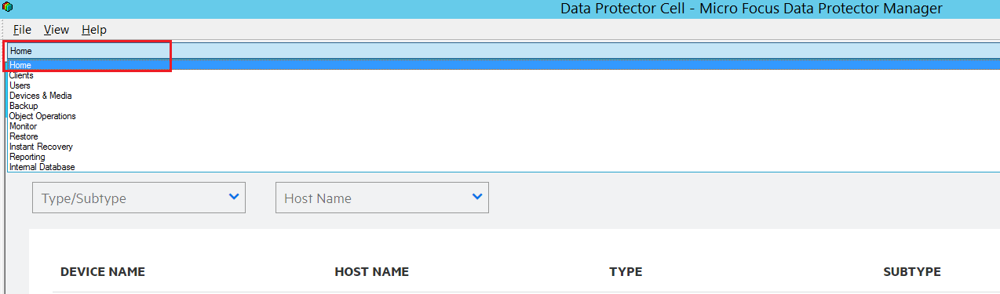 Data Protector Cell - Micro Focus Data Protector Manager
File View Help
Home
Home
Clients
Users
Devices & Media
Backup
Object Operations
Monitor
Restore
Instant Recovery
Reporting
Internal Database
Type/Subtype Host Name
DEVICE NAME HOST NAME TYPE SUBTYPE